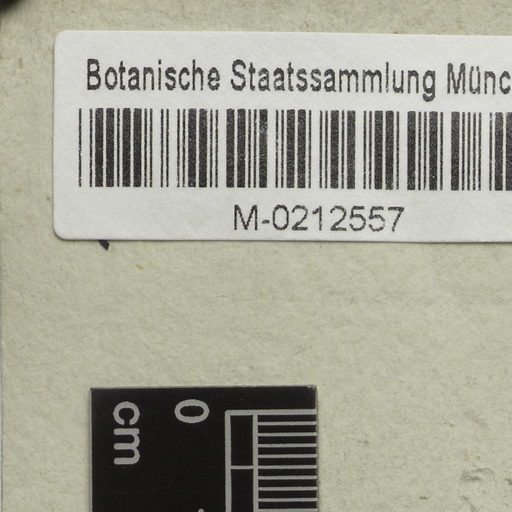 Botanische Staatssammlung Münc
M-0212557
0
cm